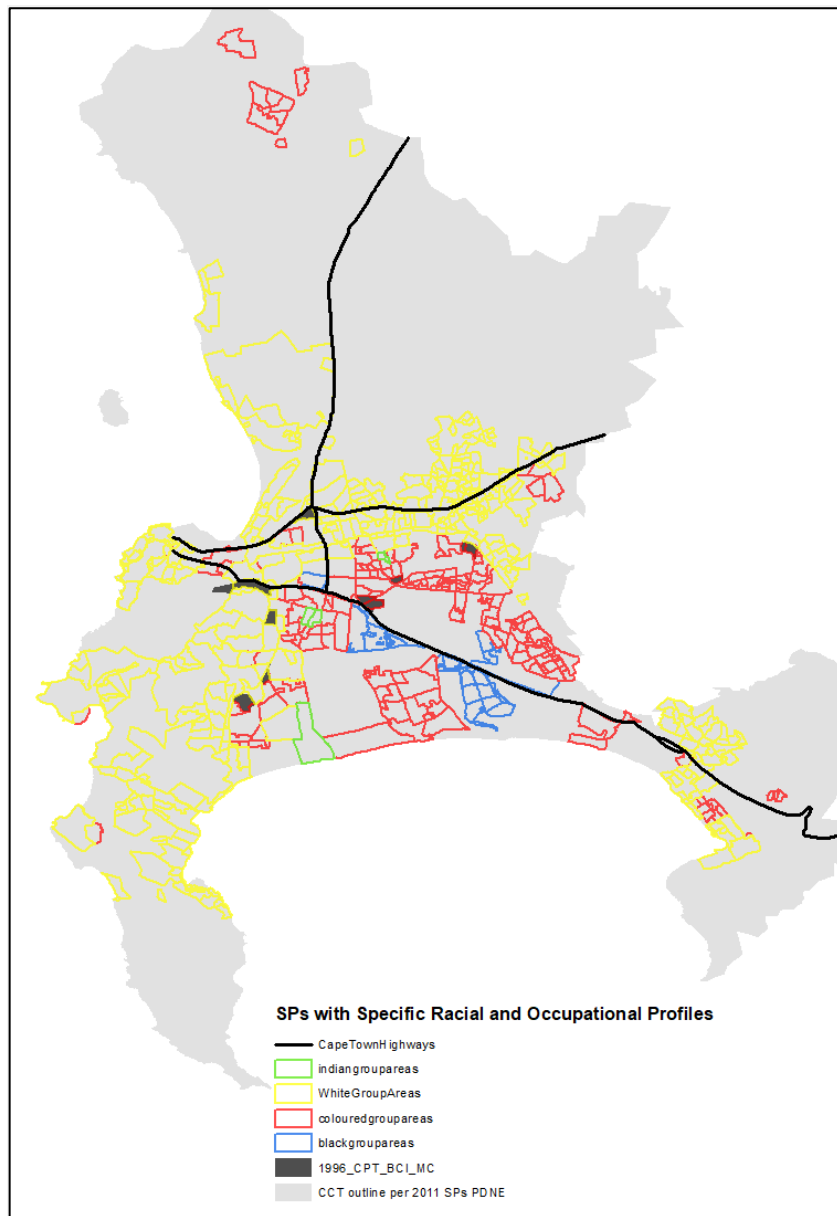 SPs with Specific Racial and Occupational Profiles
CapeTownHighways
indiangroupareas
WhiteGroupAreas
colouredgroupareas
blackgroupareas
1996_CPT_BCI_MC
CCT outline per 2011 SPs PDNE